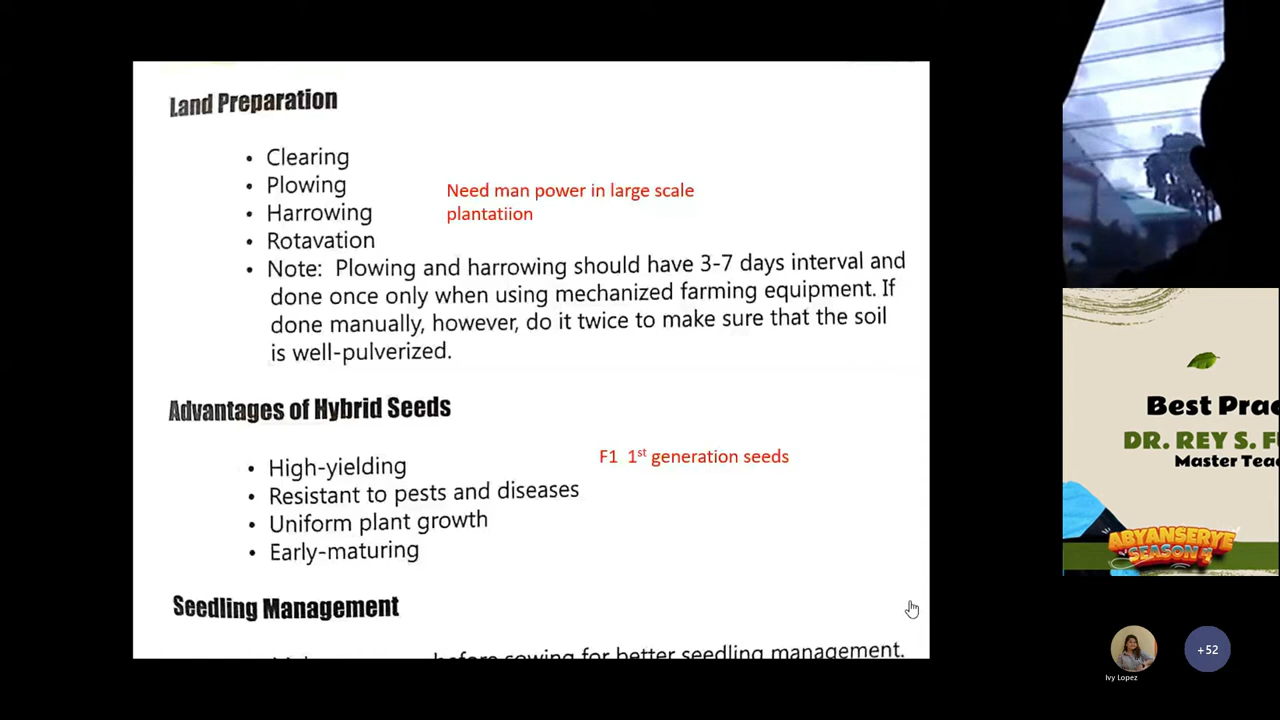 Land Preparation
• Clearing
• Plowing
• Harrowing
• Rotavation
Need man power in large scale
plantatiion
• Note: Plowing and harrowing should have 3-7 days interval and
done once only when using mechanized farming equipment. If
done manually, however, do it twice to make sure that the soil
is well-pulverized.
Advantages of Hybrid Seeds
• High-yielding
• Resistant to pests and diseases
• Uniform plant growth
• Early-maturing
F1 1st generation seeds
Seedling Management
before sowing for better seedling management.
Best Prac
DR. REY S. F
Master Teac
ABYANSERYE
SEASON
Ivy Lopez
+52